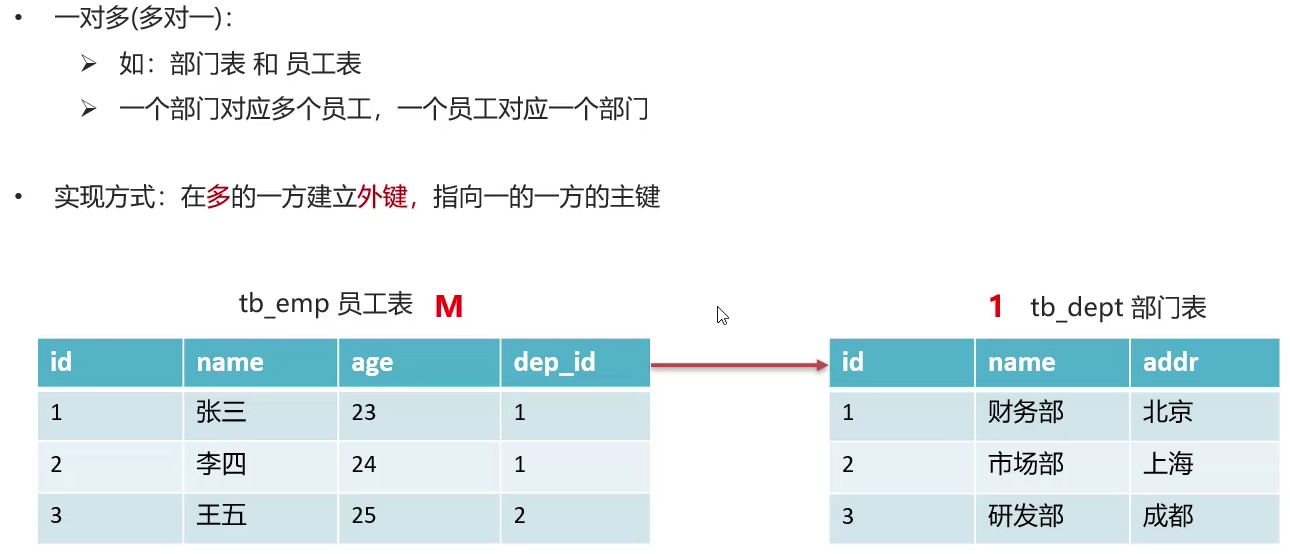 • 一对多(多对一)：
➢ 如：部门表 和 员工表
➢ 一个部门对应多个员工，一个员工对应一个部门
• 实现方式：在多的一方建立外键，指向一的一方的主键
tb_emp 员工表 M
id name age dep_id
1 张三 23 1
2 李四 24 1
3 王五 25 2
1 tb_dept 部门表
id name addr
1 财务部 北京
2 市场部 上海
3 研发部 成都